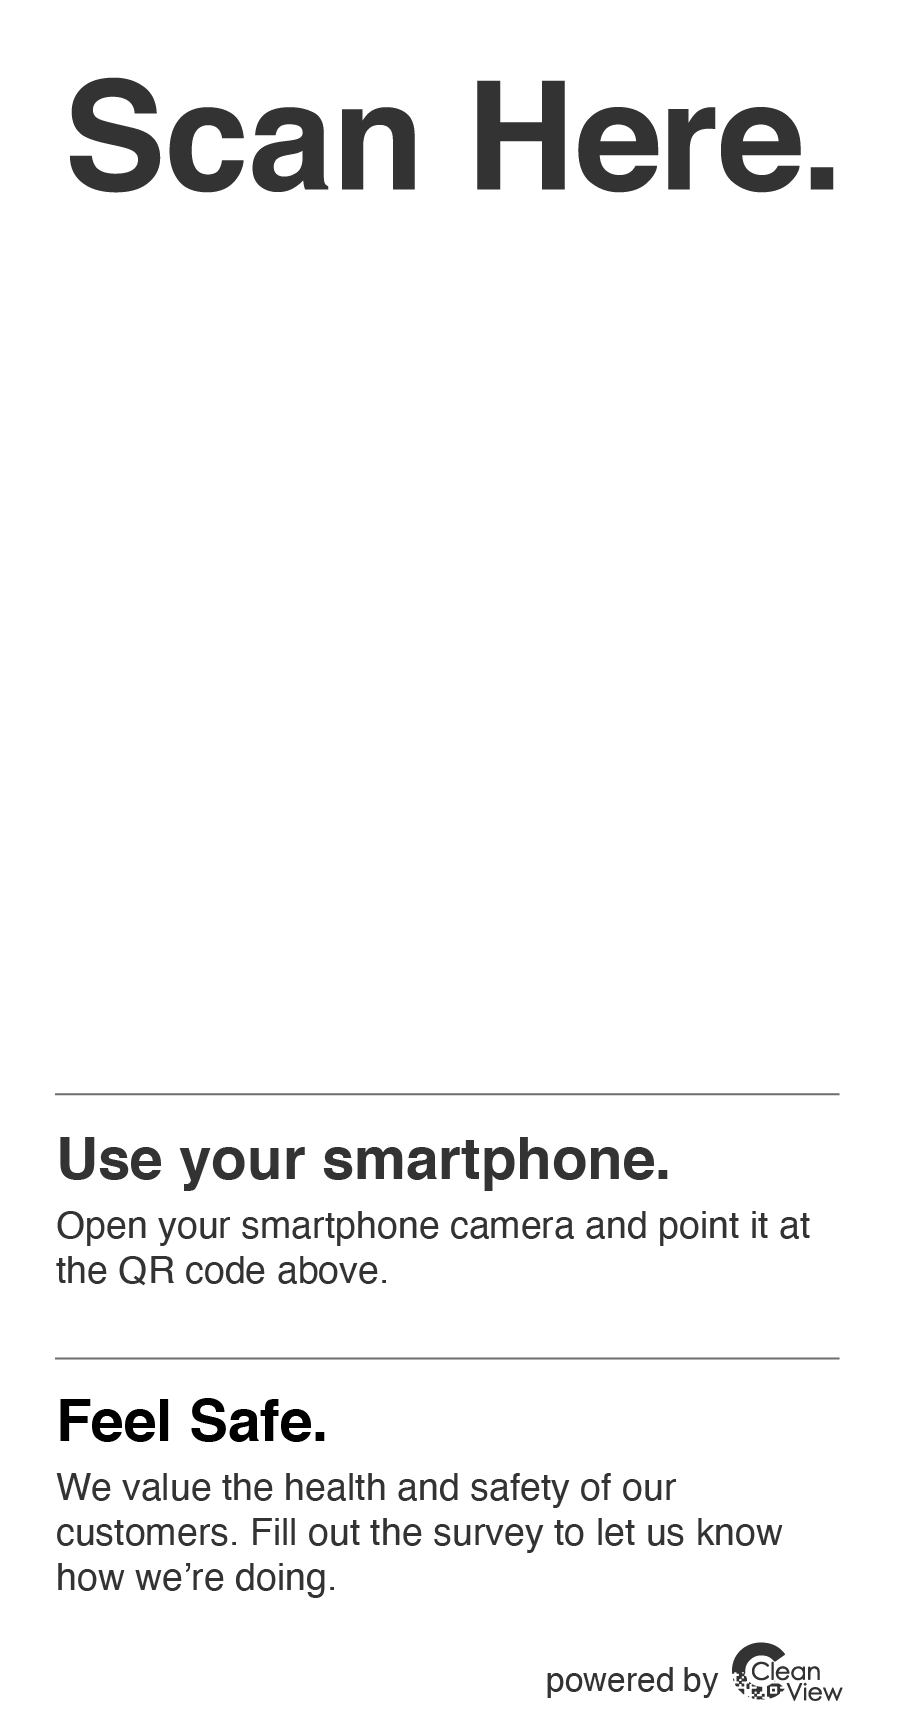 Scan Here.
Use your smartphone.
Open your smartphone camera and point it at
the QR code above.
Feel Safe.
We value the health and safety of our
customers. Fill out the survey to let us know
how we’re doing.
powered by Clean
View